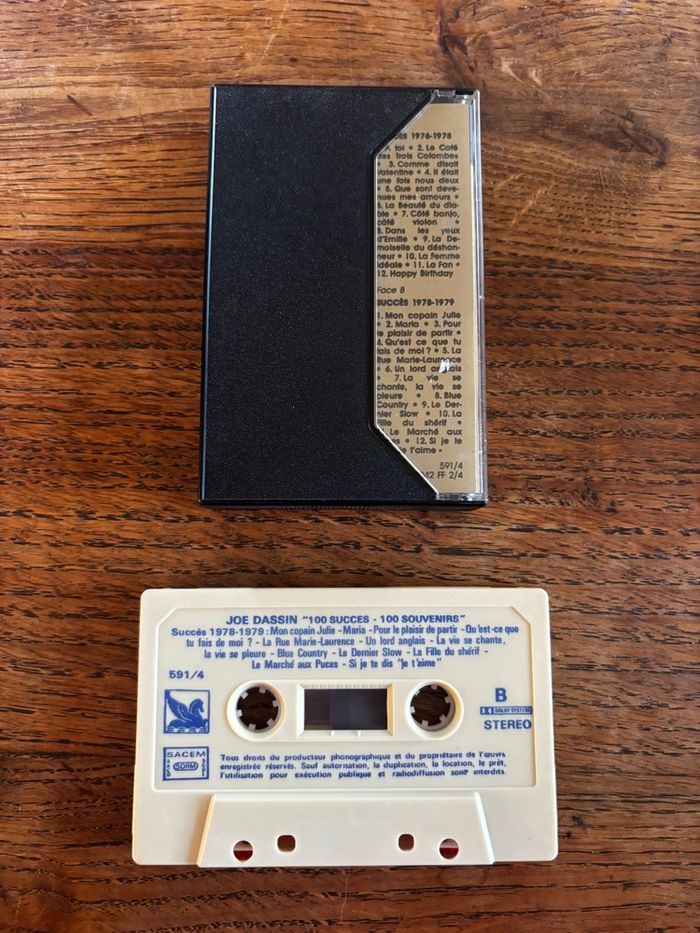 ÈS 1976-1978
À toi • 2. Le Café
des Trois Colombes
• 3. Comme disait
Valentine • 4. Il était
une fois nous deux
• 5. Que sont deve-
nues mes amours •
6. La Beauté du dia-
ble • 7. Côté banjo,
côté violon •
8. Dans les yeux
d'Emilie • 9. La De-
moiselle du déshon-
neur • 10. La Femme
idéale • 11. La Fan •
12. Happy Birthday
Face B
SUCCÈS 1978-1979
1. Mon copain Julie
• 2. Maria • 3. Pour
le plaisir de partir •
4. Qu'est ce que tu
fais de moi ? • 5. La
Rue Marie-Laurence
• 6. Un lord anglais
• 7. La vie se
chante, la vie se
pleure • 8. Blue
Country • 9. Le Der-
nier Slow • 10. La
Fille du shérif •
. Le Marché aux
es • 12. Si je te
e t'aime »
591/4
42 FF 2/4
JOE DASSIN "100 SUCCES - 100 SOUVENIRS"
Succès 1978-1979 : Mon copain Julie - Maria - Pour le plaisir de partir - Qu'est-ce que
tu fais de moi ? - La Rue Marie-Laurence - Un lord anglais - La vie se chante,
la vie se pleure - Blue Country - Le Dernier Slow - La Fille du shérif -
Le Marché aux Puces - Si je te dis "je t'aime"
591/4
B
DOLBY SYSTEM
STEREO
SACEM
SDRM
Tous droits du producteur phonographique et du propriétaire de l'œuvre
enregistrée réservés. Sauf autorisation, la duplication, la location, le prêt,
l'utilisation pour exécution publique et radiodiffusion sont interdits.